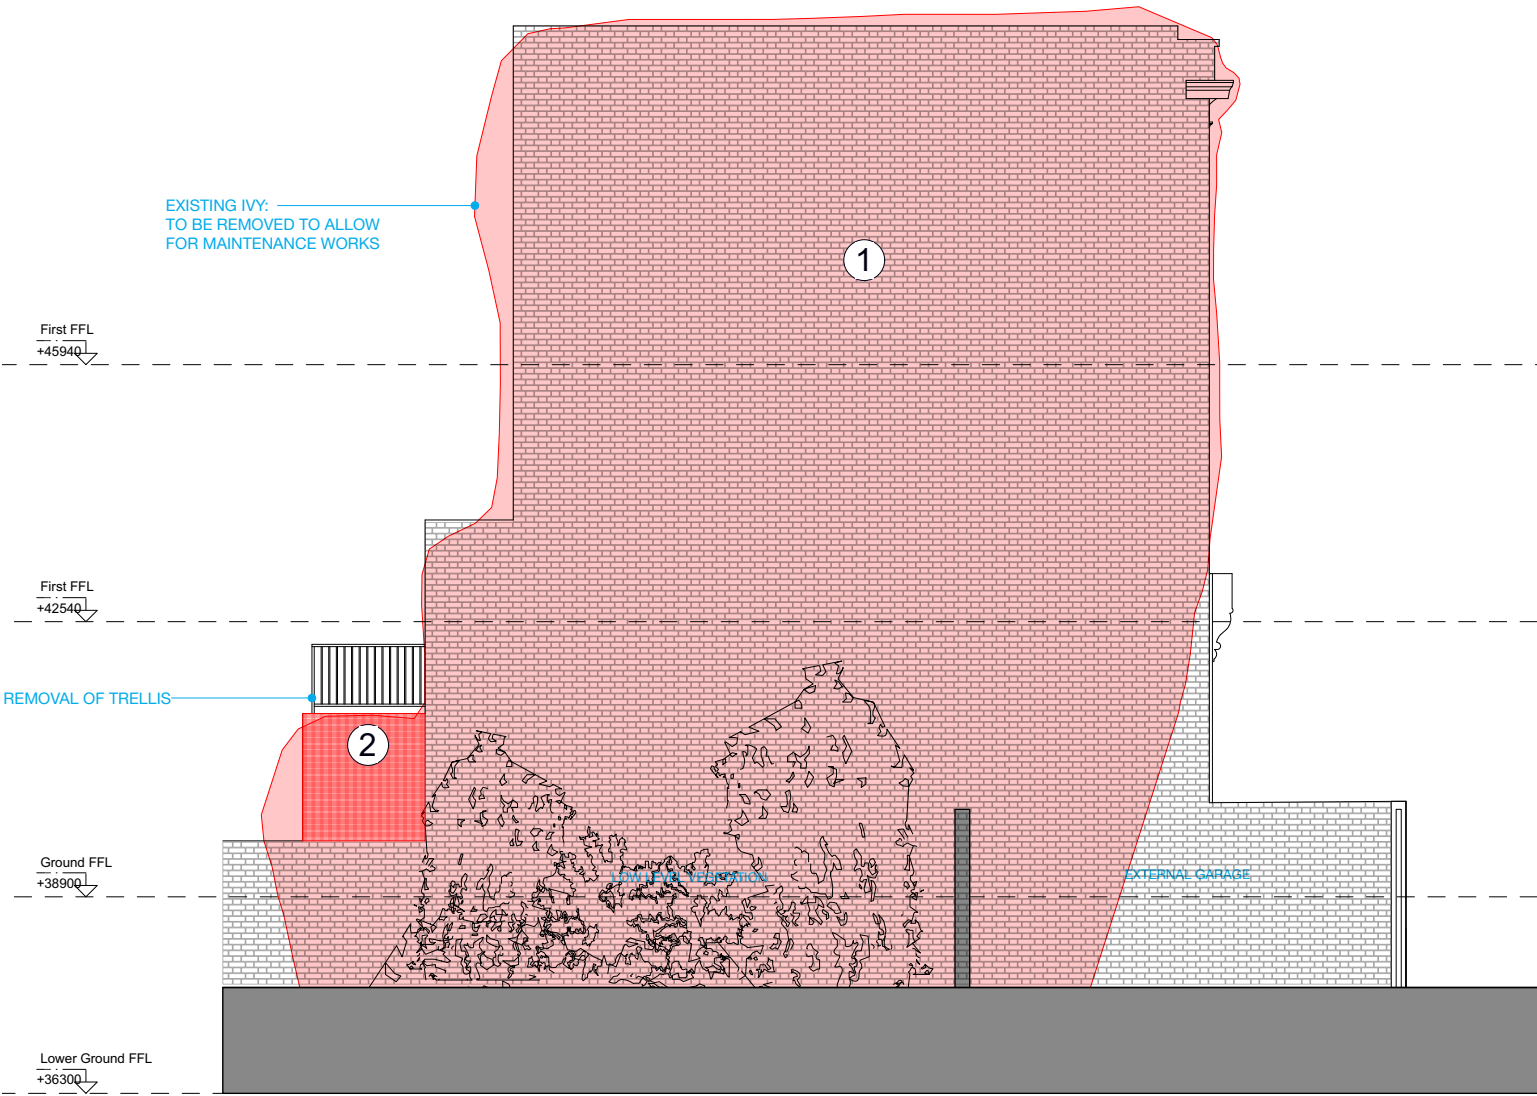 EXISTING IVY:
TO BE REMOVED TO ALLOW
FOR MAINTENANCE WORKS
1
First FFL
+45940
First FFL
+42540
REMOVAL OF TRELLIS
2
LOW LEVEL VEGETATION
EXTERNAL GARAGE
Ground FFL
+38900
Lower Ground FFL
+36300